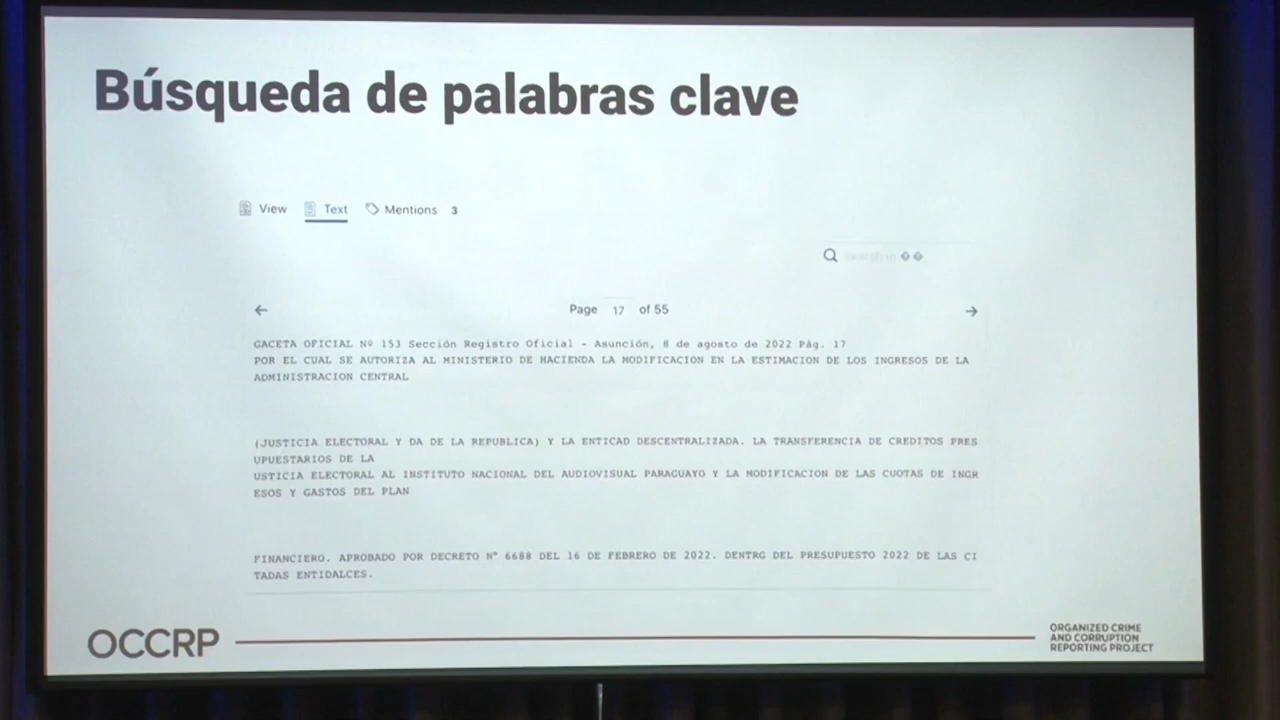 Búsqueda de palabras clave
View Text Mentions 3
Search in ��
Page 17 of 55
GACETA OFICIAL Nº 153 Sección Registro Oficial - Asunción, 8 de agosto de 2022 Pág. 17
POR EL CUAL SE AUTORIZA AL MINISTERIO DE HACIENDA LA MODIFICACION EN LA ESTIMACION DE LOS INGRESOS DE LA
ADMINISTRACION CENTRAL
(JUSTICIA ELECTORAL Y DA DE LA REPUBLICA) Y LA ENTICAD DESCENTRALIZADA. LA TRANSFERENCIA DE CREDITOS PRES
UPUESTARIOS DE LA
USTICIA ELECTORAL AL INSTITUTO NACIONAL DEL AUDIOVISUAL PARAGUAYO Y LA MODIFICACION DE LAS CUOTAS DE INGR
ESOS Y GASTOS DEL PLAN
FINANCIERO. APROBADO POR DECRETO N° 6688 DEL 16 DE FEBRERO DE 2022. DENTRG DEL PRESUPUESTO 2022 DE LAS CI
TADAS ENTIDALCES.
OCCRP
ORGANIZED CRIME
AND CORRUPTION
REPORTING PROJECT